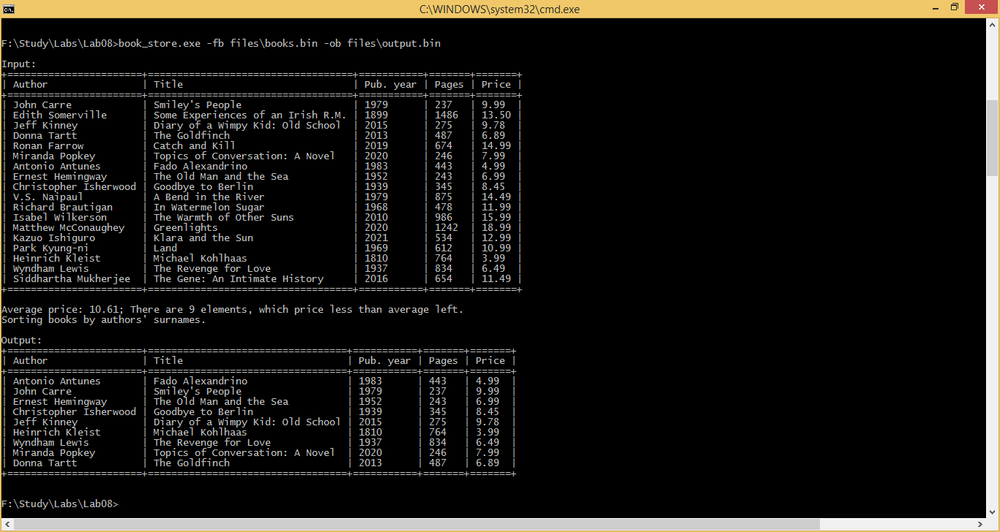 C:\WINDOWS\system32\cmd.exe
F:\Study\Labs\Lab08>book_store.exe -fb files\books.bin -ob files\output.bin
Input:
+=======================+===================================+===========+=======+=======+
| Author                | Title                             | Pub. year | Pages | Price |
+=======================+===================================+===========+=======+=======+
| John Carre            | Smiley's People                   | 1979      | 237   | 9.99  |
| Edith Somerville      | Some Experiences of an Irish R.M. | 1899      | 1486  | 13.50 |
| Jeff Kinney           | Diary of a Wimpy Kid: Old School  | 2015      | 275   | 9.78  |
| Donna Tartt           | The Goldfinch                     | 2013      | 487   | 6.89  |
| Ronan Farrow          | Catch and Kill                    | 2019      | 674   | 14.99 |
| Miranda Popkey        | Topics of Conversation: A Novel   | 2020      | 246   | 7.99  |
| Antonio Antunes       | Fado Alexandrino                  | 1983      | 443   | 4.99  |
| Ernest Hemingway      | The Old Man and the Sea           | 1952      | 243   | 6.99  |
| Christopher Isherwood | Goodbye to Berlin                 | 1939      | 345   | 8.45  |
| V.S. Naipaul          | A Bend in the River               | 1979      | 875   | 14.49 |
| Richard Brautigan     | In Watermelon Sugar               | 1968      | 478   | 11.99 |
| Isabel Wilkerson      | The Warmth of Other Suns          | 2010      | 986   | 15.99 |
| Matthew McConaughey   | Greenlights                       | 2020      | 1242  | 18.99 |
| Kazuo Ishiguro        | Klara and the Sun                 | 2021      | 534   | 12.99 |
| Park Kyung-ni         | Land                              | 1969      | 612   | 10.99 |
| Heinrich Kleist       | Michael Kohlhaas                  | 1810      | 764   | 3.99  |
| Wyndham Lewis         | The Revenge for Love              | 1937      | 834   | 6.49  |
| Siddhartha Mukherjee  | The Gene: An Intimate History     | 2016      | 654   | 11.49 |
+=======================+===================================+===========+=======+=======+
Average price: 10.61; There are 9 elements, which price less than average left.
Sorting books by authors' surnames.
Output:
+=======================+==================================+===========+=======+=======+
| Author                | Title                            | Pub. year | Pages | Price |
+=======================+==================================+===========+=======+=======+
| Antonio Antunes       | Fado Alexandrino                 | 1983      | 443   | 4.99  |
| John Carre            | Smiley's People                  | 1979      | 237   | 9.99  |
| Ernest Hemingway      | The Old Man and the Sea          | 1952      | 243   | 6.99  |
| Christopher Isherwood | Goodbye to Berlin                | 1939      | 345   | 8.45  |
| Jeff Kinney           | Diary of a Wimpy Kid: Old School | 2015      | 275   | 9.78  |
| Heinrich Kleist       | Michael Kohlhaas                 | 1810      | 764   | 3.99  |
| Wyndham Lewis         | The Revenge for Love             | 1937      | 834   | 6.49  |
| Miranda Popkey        | Topics of Conversation: A Novel  | 2020      | 246   | 7.99  |
| Donna Tartt           | The Goldfinch                    | 2013      | 487   | 6.89  |
+=======================+==================================+===========+=======+=======+
F:\Study\Labs\Lab08>